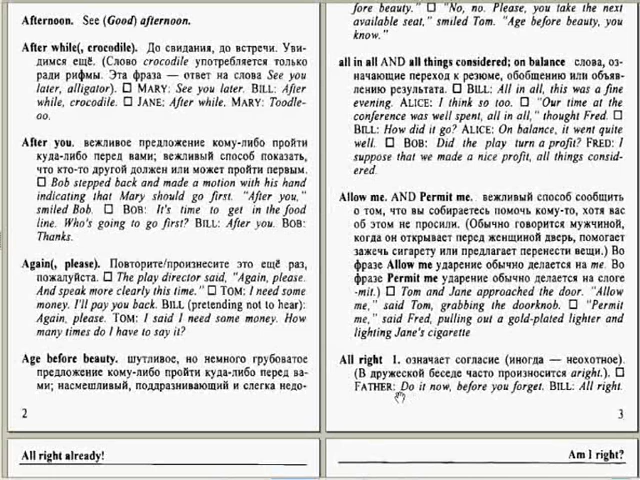 Afternoon. See (Good) afternoon.
After while(, crocodile). До свидания, до встречи. Уви-
димся ещё. (Слово crocodile употребляется только
ради рифмы. Эта фраза — ответ на слова See you
later, alligator). □ MARY: See you later. BILL: After
while, crocodile. □ JANE: After while. MARY: Toodle-
oo.
After you. вежливое предложение кому-либо пройти
куда-либо перед вами; вежливый способ показать,
что кто-то другой должен или может пройти первым.
□ Bob stepped back and made a motion with his hand
indicating that Mary should go first. "After you,"
smiled Bob. □ BOB: It's time to get in the food
line. Who's going to go first? BILL: After you. BOB:
Thanks.
Again(, please). Повторите/произнесите это ещё раз,
пожалуйста. □ The play director said, "Again, please.
And speak more clearly this time." □ TOM: I need some
money. I'll pay you back. BILL (pretending not to hear):
Again, please. TOM: I said I need some money. How
many times do I have to say it?
Age before beauty. шутливое, но немного грубоватое
предложение кому-либо пройти куда-либо перед ва-
ми; насмешливый, поддразнивающий и слегка недо-
2
fore beauty." □ "No, no. Please, you take the next
available seat," smiled Tom. "Age before beauty, you
know."
all in all AND all things considered; on balance слова, оз-
начающие переход к резюме, обобщению или объяв-
лению результата. □ BILL: All in all, this was a fine
evening. ALICE: I think so too. □ "Our time at the
conference was well spent, all in all," thought Fred. □
BILL: How did it go? ALICE: On balance, it went quite
well. □ BOB: Did the play turn a profit? FRED: I
suppose that we made a nice profit, all things consid-
ered.
Allow me. AND Permit me. вежливый способ сообщить
о том, что вы собираетесь помочь кому-то, хотя вас
об этом не просили. (Обычно говорится мужчиной,
когда он открывает перед женщиной дверь, помогает
зажечь сигарету или предлагает перенести вещи.) Во
фразе Allow me ударение обычно делается на me. Во
фразе Permit me ударение обычно делается на слоге
-mit.) □ Tom and Jane approached the door. "Allow
me," said Tom, grabbing the doorknob. □ "Permit
me," said Fred, pulling out a gold-plated lighter and
lighting Jane's cigarette
All right 1. означает согласие (иногда — неохотное).
(В дружеской беседе часто произносится aright.). □
FATHER: Do it now, before you forget. BILL: All right.
3
All right already!
Am I right?